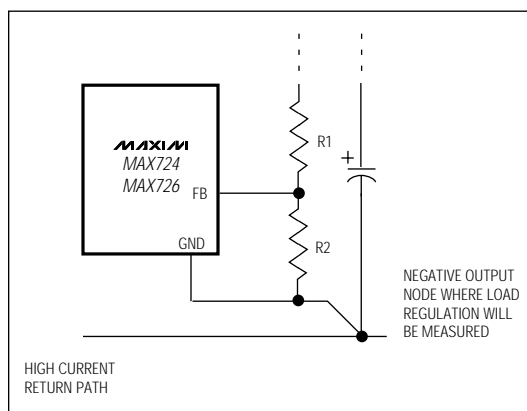 MAXIM
MAX724
MAX726
FB
GND
R1
+
R2
NEGATIVE OUTPUT
NODE WHERE LOAD
REGULATION WILL
BE MEASURED
HIGH CURRENT
RETURN PATH